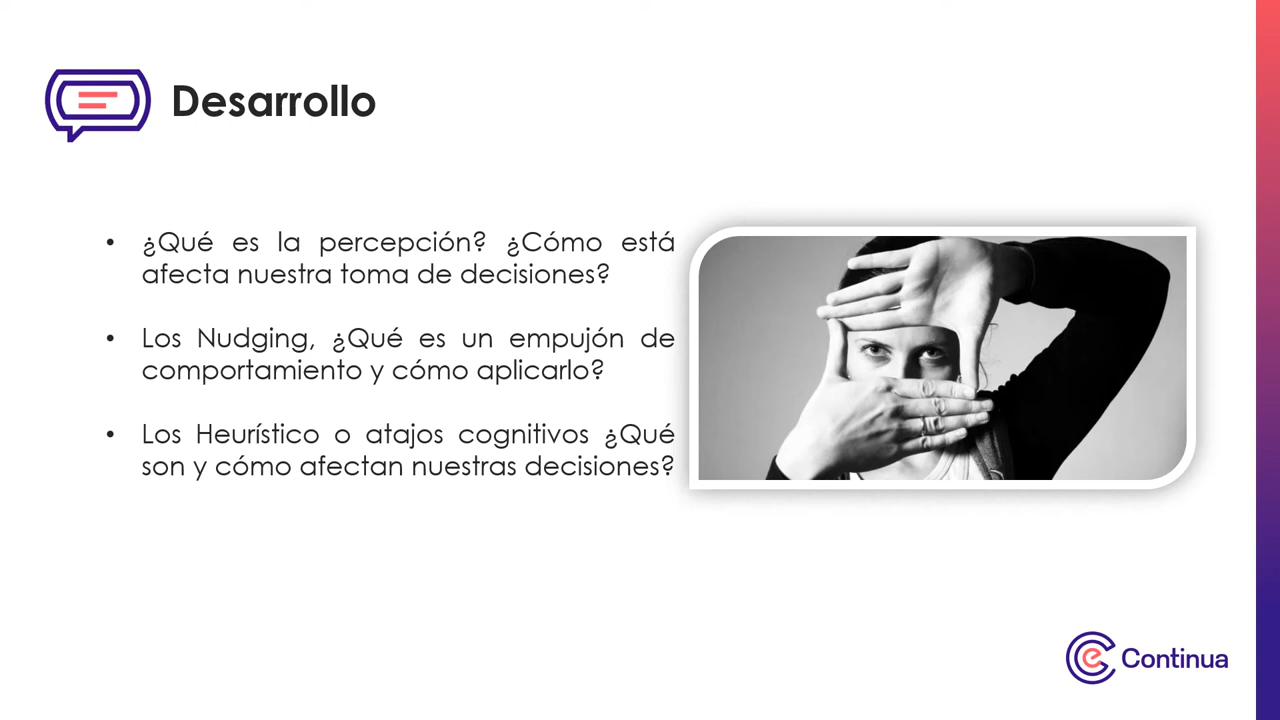 Desarrollo
• ¿Qué es la percepción? ¿Cómo está
afecta nuestra toma de decisiones?
• Los Nudging, ¿Qué es un empujón de
comportamiento y cómo aplicarlo?
• Los Heurístico o atajos cognitivos ¿Qué
son y cómo afectan nuestras decisiones?
e Continua